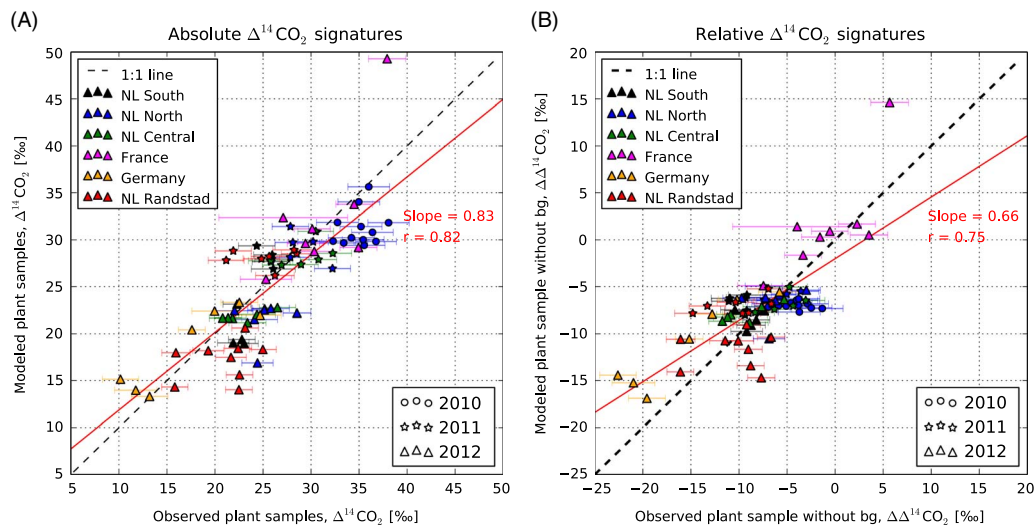 (A)
Absolute Δ¹⁴CO₂ signatures
Modeled plant samples, Δ¹⁴CO₂ [‰]
50
45
40
35
30
25
20
15
10
5
1:1 line
NL South
NL North
NL Central
France
Germany
NL Randstad
Slope = 0.83
r = 0.82
2010
2011
2012
5 10 15 20 25 30 35 40 45 50
Observed plant samples, Δ¹⁴CO₂ [‰]
(B)
Relative Δ¹⁴CO₂ signatures
Modeled plant sample without bg, ΔΔ¹⁴CO₂ [‰]
20
15
10
5
0
−5
−10
−15
−20
−25
1:1 line
NL South
NL North
NL Central
France
Germany
NL Randstad
Slope = 0.66
r = 0.75
2010
2011
2012
−25 −20 −15 −10 −5 0 5 10 15 20
Observed plant sample without bg, ΔΔ¹⁴CO₂ [‰]